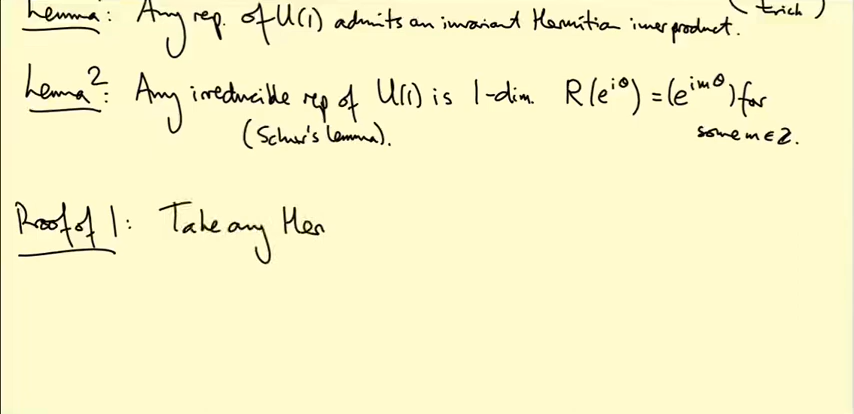 ( trick )
Lemma: Any rep. of U(1) admits an invariant Hermitian inner product.
Lemma 2: Any irreducible rep of U(1) is 1-dim. R(e^{iθ}) = (e^{imθ}) for
(Schur's lemma). some m ∈ Z.
Proof of 1: Take any Her